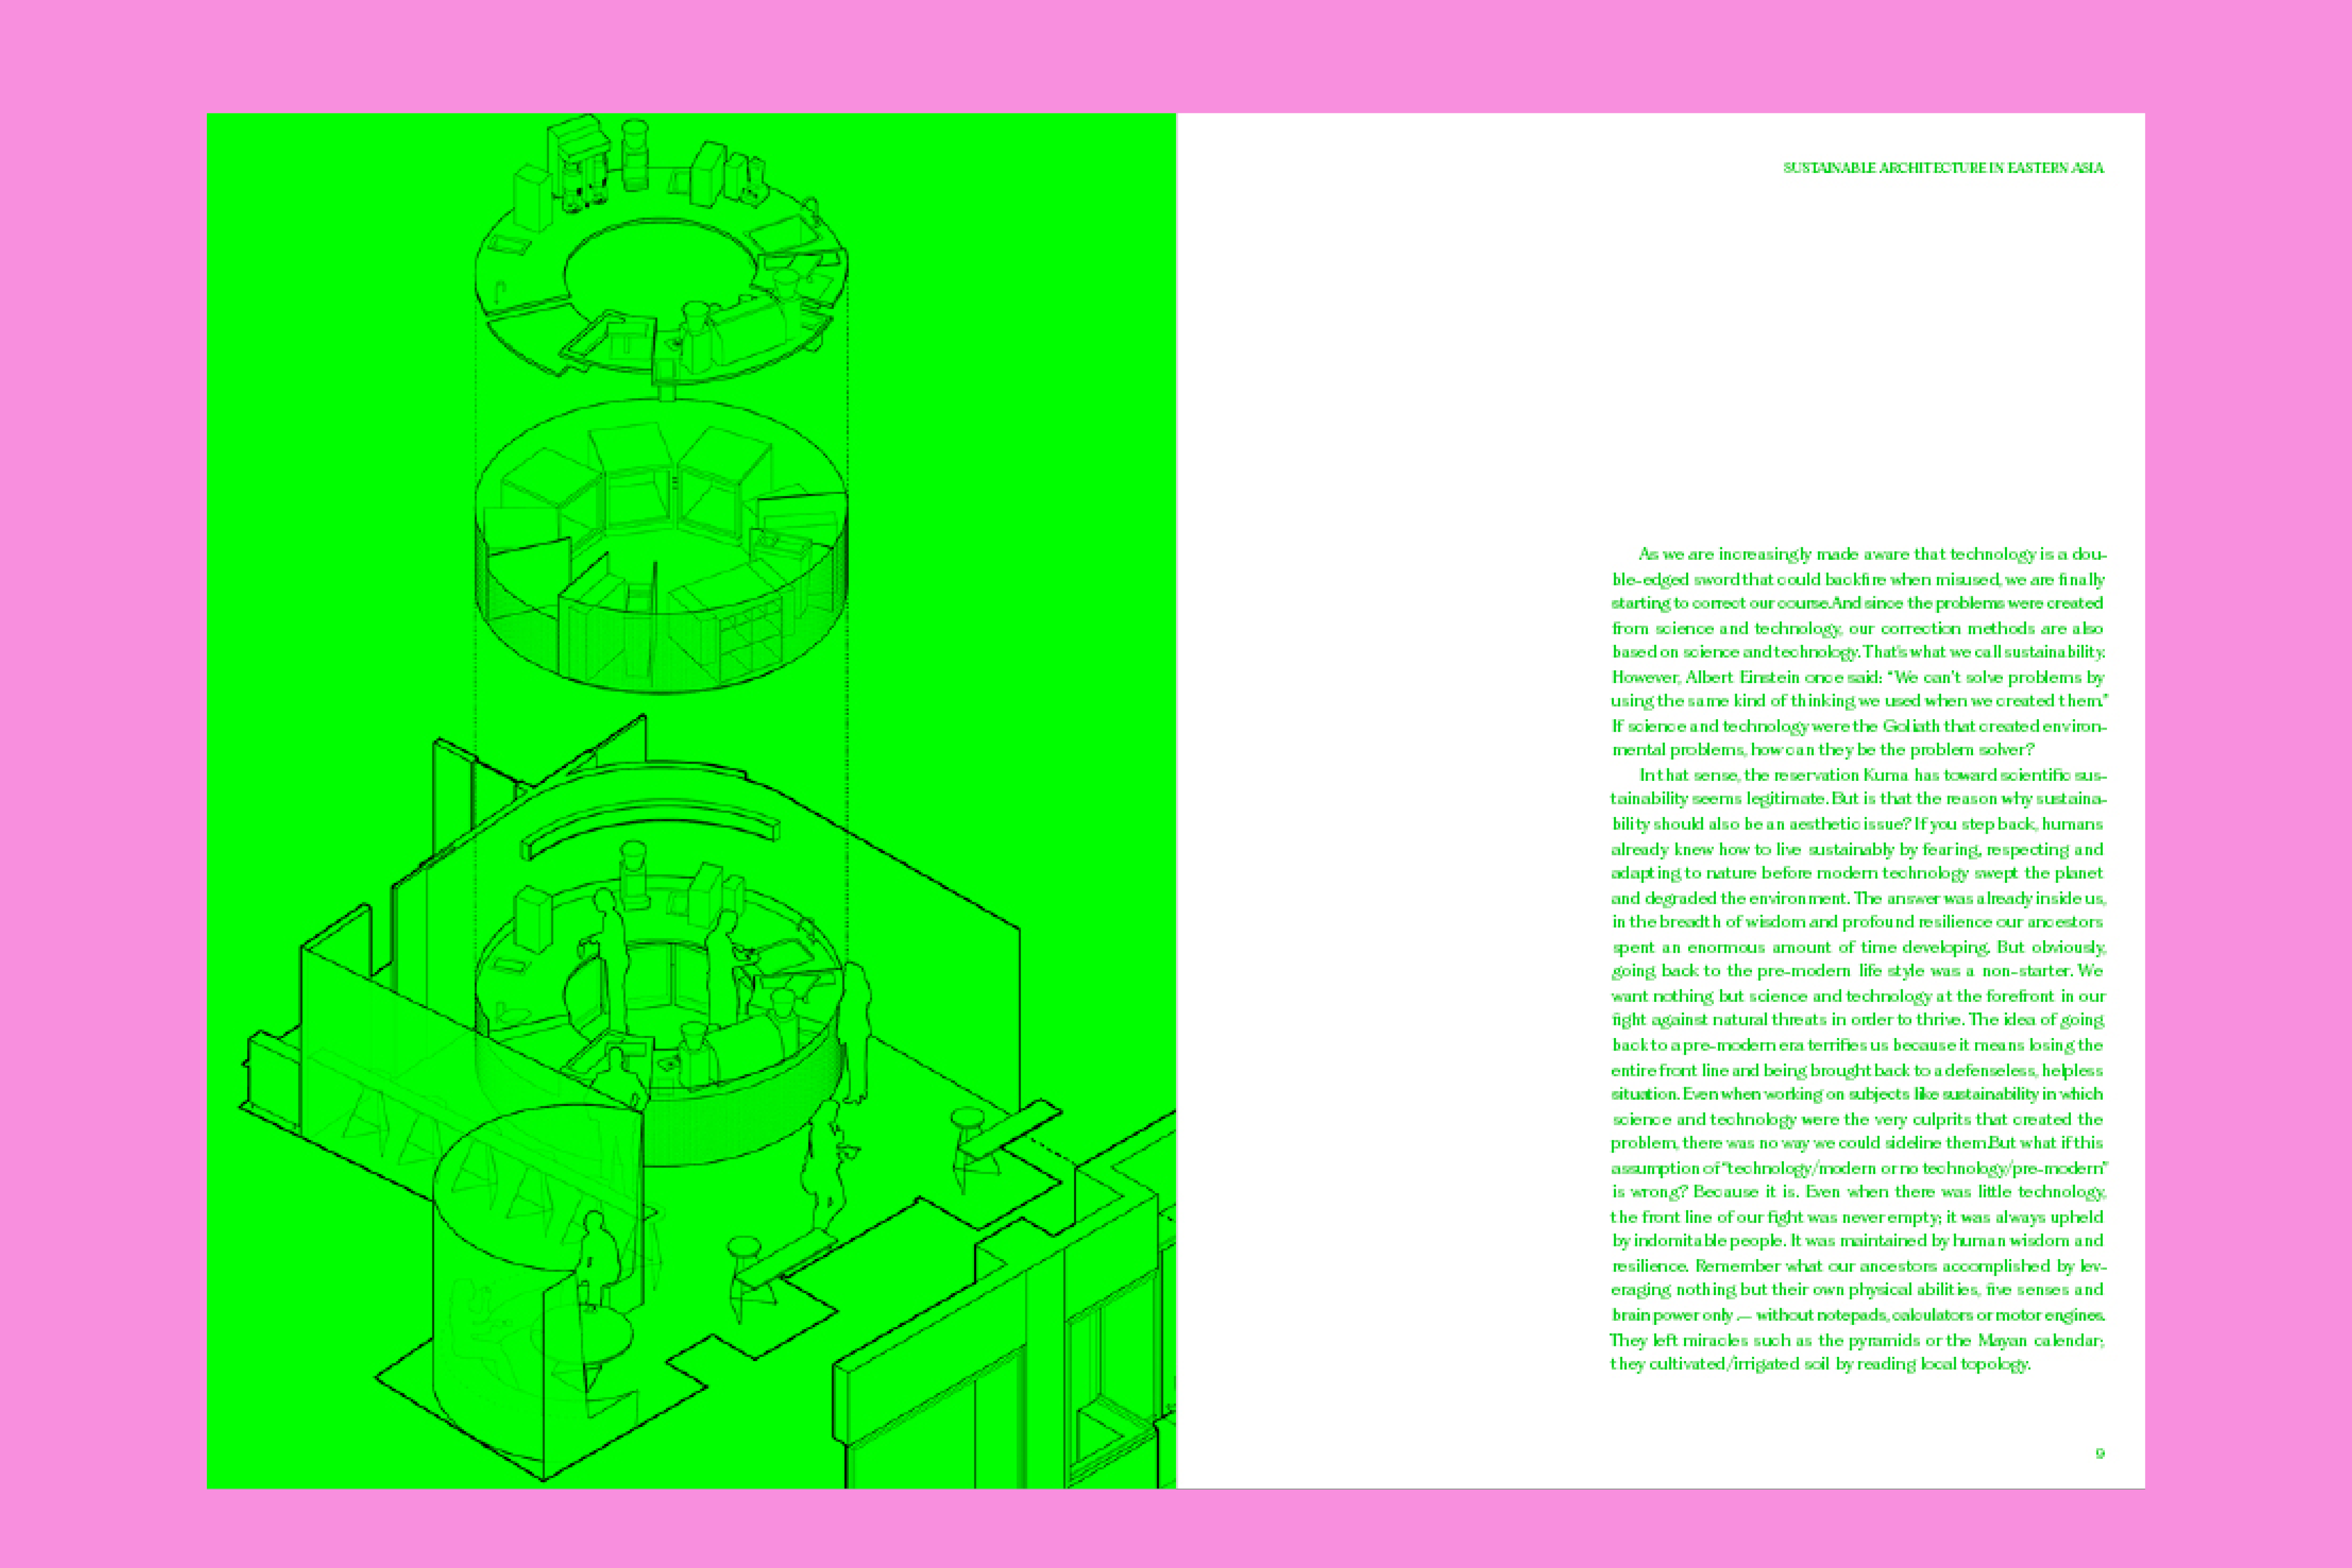 SUSTAINABLE ARCHITECTURE IN EASTERN ASIA
As we are increasingly made aware that technology is a dou-
ble-edged sword that could backfire when misused, we are finally
starting to correct our course.And since the problems were created
from science and technology, our correction methods are also
based on science and technology. That's what we call sustainability.
However, Albert Einstein once said: “We can't solve problems by
using the same kind of thinking we used when we created them.”
If science and technology were the Goliath that created environ-
mental problems, how can they be the problem solver?
In that sense, the reservation Kuma has toward scientific sus-
tainability seems legitimate. But is that the reason why sustaina-
bility should also be an aesthetic issue? If you step back, humans
already knew how to live sustainably by fearing, respecting and
adapting to nature before modern technology swept the planet
and degraded the environment. The answer was already inside us,
in the breadth of wisdom and profound resilience our ancestors
spent an enormous amount of time developing. But obviously,
going back to the pre-modern life style was a non-starter. We
want nothing but science and technology at the forefront in our
fight against natural threats in order to thrive. The idea of going
back to a pre-modern era terrifies us because it means losing the
entire front line and being brought back to a defenseless, helpless
situation. Even when working on subjects like sustainability in which
science and technology were the very culprits that created the
problem, there was no way we could sideline them.But what if this
assumption of “technology/modern or no technology/pre-modern”
is wrong? Because it is. Even when there was little technology,
the front line of our fight was never empty; it was always upheld
by indomitable people. It was maintained by human wisdom and
resilience. Remember what our ancestors accomplished by lev-
eraging nothing but their own physical abilities, five senses and
brain power only — without notepads, calculators or motor engines.
They left miracles such as the pyramids or the Mayan calendar;
they cultivated/irrigated soil by reading local topology.
9